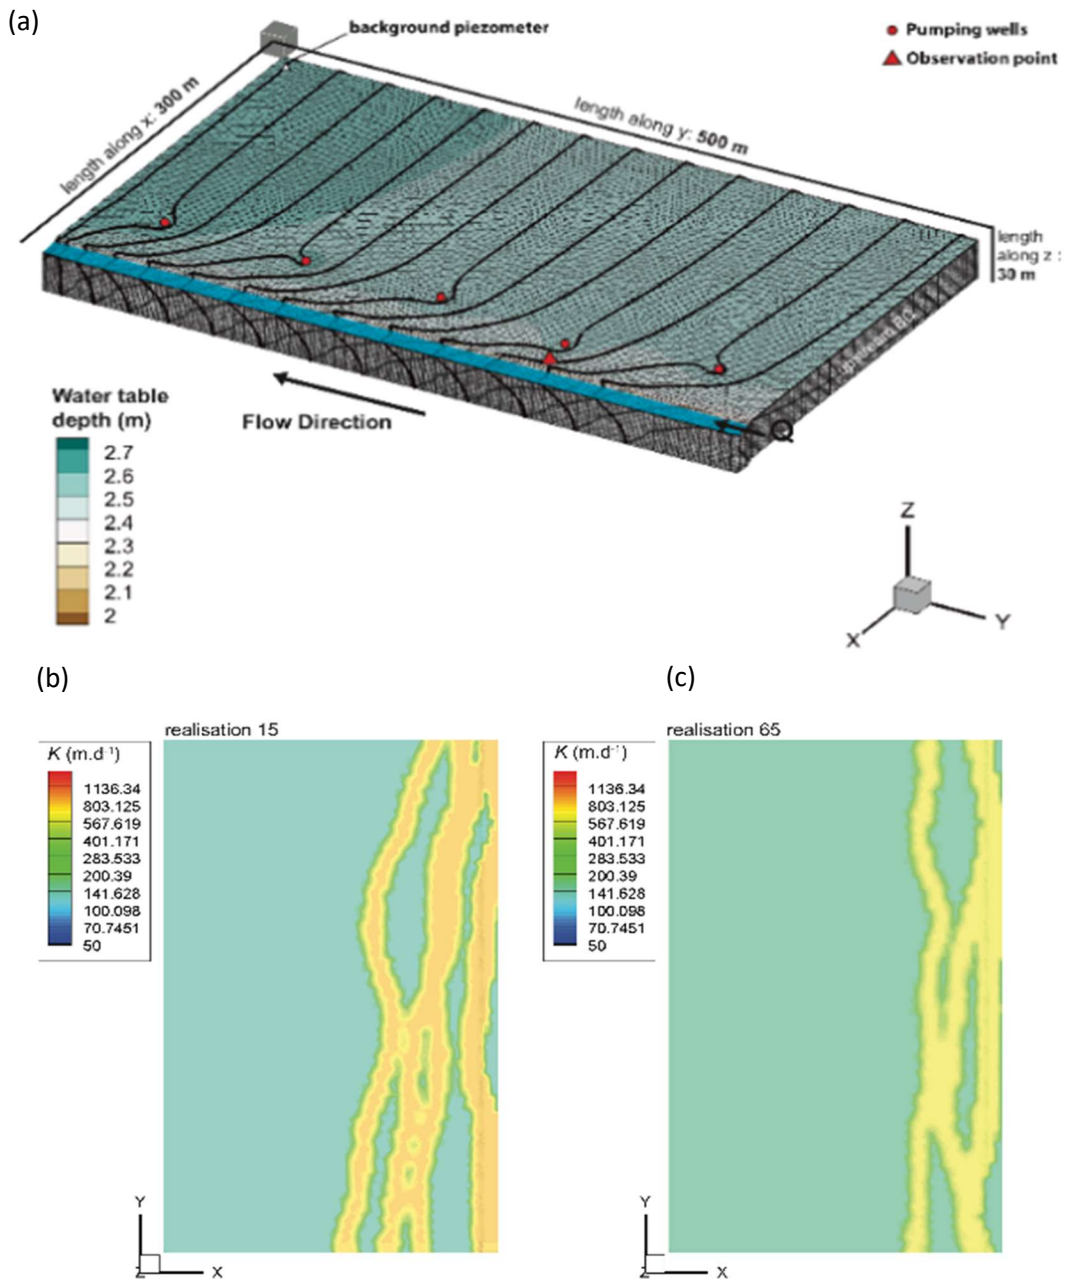 (a)
background piezometer
Pumping wells
Observation point
length along x: 300 m
length along y: 500 m
length
along z :
30 m
Q
Flow Direction
Water table
depth (m)
2.7
2.6
2.5
2.4
2.3
2.2
2.1
2
Z
X
Y
(b)
(c)
realisation 15
K (m.d⁻¹)
1136.34
803.125
567.619
401.171
283.533
200.39
141.628
100.098
70.7451
50
Y
Z
X
realisation 65
K (m.d⁻¹)
1136.34
803.125
567.619
401.171
283.533
200.39
141.628
100.098
70.7451
50
Y
Z
X